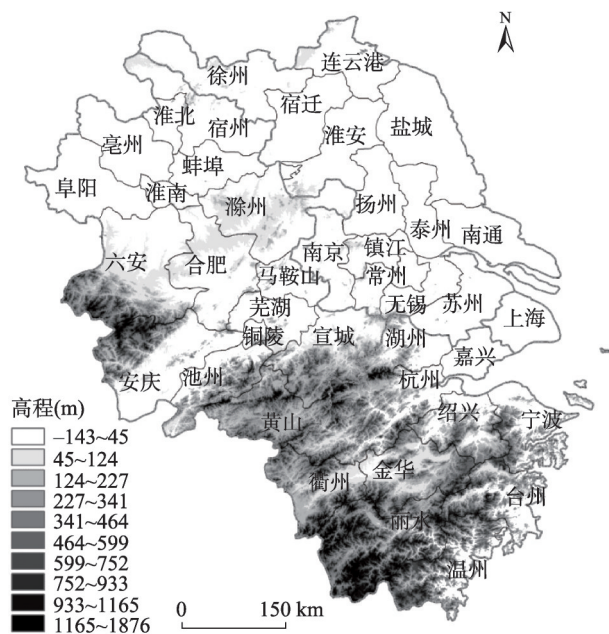 N
连云港
徐州
宿迁
淮北
宿州
淮安
盐城
亳州
蚌埠
阜阳
淮南
滁州
扬州
泰州
南通
南京
镇江
六安
合肥
马鞍山
常州
芜湖
无锡
苏州
上海
铜陵
宣城
湖州
嘉兴
安庆
池州
杭州
黄山
绍兴
宁波
衢州
金华
台州
丽水
温州
高程(m)
−143~45
45~124
124~227
227~341
341~464
464~599
599~752
752~933
933~1165
1165~1876
0 150 km